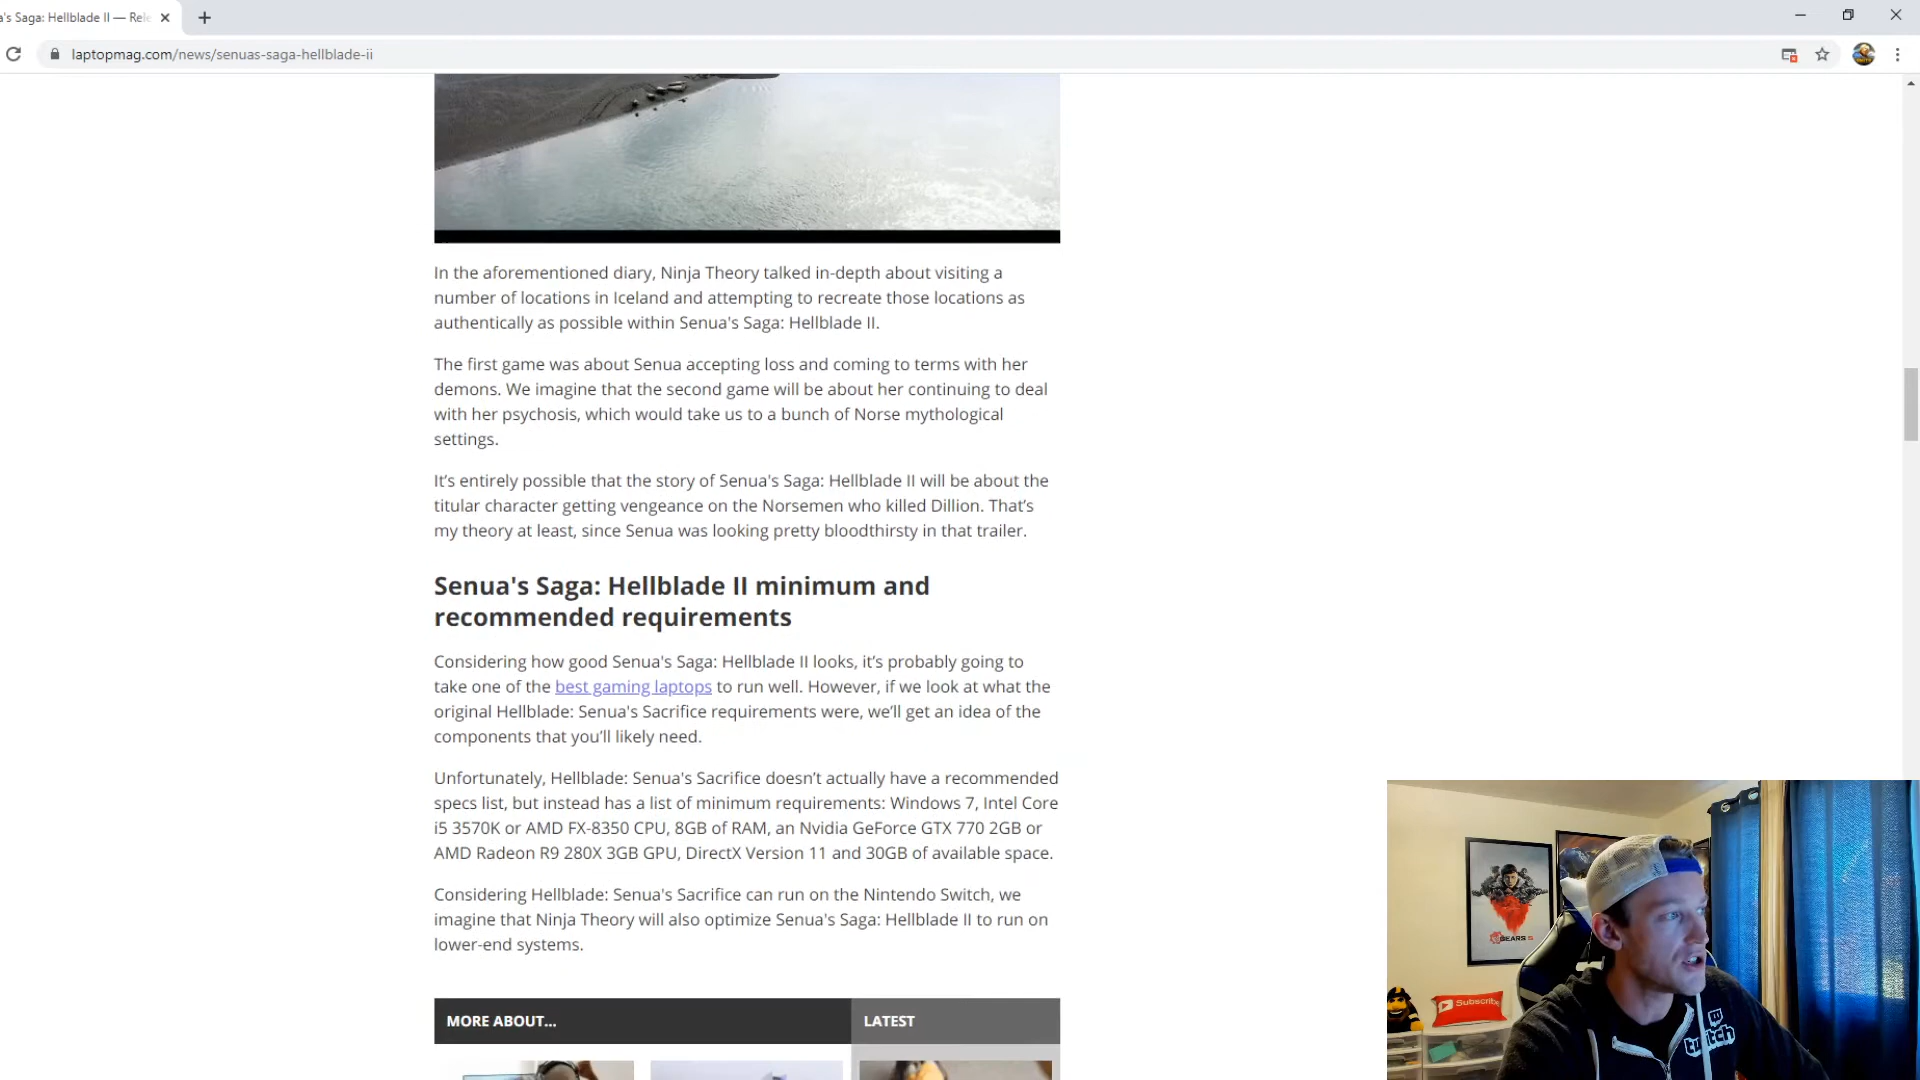 a's Saga: Hellblade II — Rele
laptopmag.com/news/senuas-saga-hellblade-ii
In the aforementioned diary, Ninja Theory talked in-depth about visiting a
number of locations in Iceland and attempting to recreate those locations as
authentically as possible within Senua's Saga: Hellblade II.
The first game was about Senua accepting loss and coming to terms with her
demons. We imagine that the second game will be about her continuing to deal
with her psychosis, which would take us to a bunch of Norse mythological
settings.
It’s entirely possible that the story of Senua's Saga: Hellblade II will be about the
titular character getting vengeance on the Norsemen who killed Dillion. That’s
my theory at least, since Senua was looking pretty bloodthirsty in that trailer.
Senua's Saga: Hellblade II minimum and
recommended requirements
Considering how good Senua's Saga: Hellblade II looks, it’s probably going to
take one of the best gaming laptops to run well. However, if we look at what the
original Hellblade: Senua's Sacrifice requirements were, we’ll get an idea of the
components that you’ll likely need.
Unfortunately, Hellblade: Senua's Sacrifice doesn’t actually have a recommended
specs list, but instead has a list of minimum requirements: Windows 7, Intel Core
i5 3570K or AMD FX-8350 CPU, 8GB of RAM, an Nvidia GeForce GTX 770 2GB or
AMD Radeon R9 280X 3GB GPU, DirectX Version 11 and 30GB of available space.
Considering Hellblade: Senua's Sacrifice can run on the Nintendo Switch, we
imagine that Ninja Theory will also optimize Senua's Saga: Hellblade II to run on
lower-end systems.
MORE ABOUT...
LATEST
GEARS 5
Subscribe
twitch